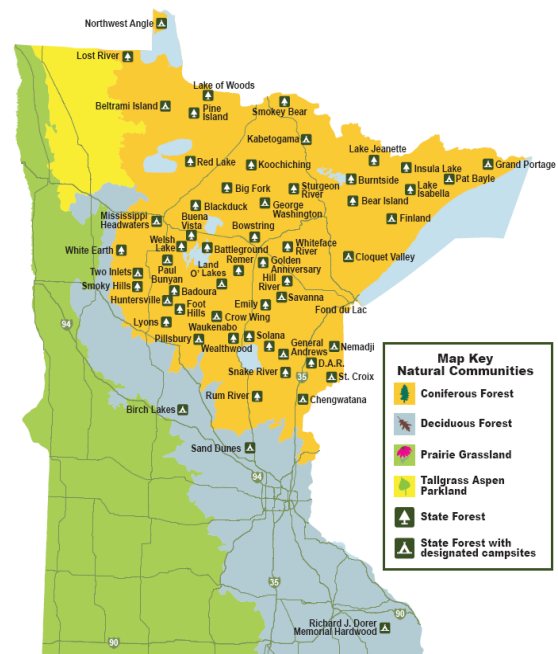 Northwest Angle
Lost River
Lake of Woods
Beltrami Island
Pine
Island
Smokey Bear
Kabetogama
Lake Jeanette
Grand Portage
Insula Lake
Red Lake
Koochiching
Burntside
Pat Bayle
Big Fork
Sturgeon
River
Lake
Isabella
Bear Island
Blackduck
George
Washington
Finland
Mississippi
Headwaters
Buena
Vista
Bowstring
Welsh
Lake
Battleground
Whiteface
River
White Earth
Remer
Golden
Anniversary
Cloquet Valley
Two Inlets
Paul
Bunyan
Land
O' Lakes
Hill
River
Smoky Hills
Badoura
Savanna
Huntersville
Foot
Hills
Emily
Fond du Lac
Crow Wing
Lyons
Waukenabo
Solana
94
Pillsbury
Wealthwood
General
Andrews
Nemadji
D.A.R.
Snake River
35
St. Croix
Rum River
Chengwatana
Birch Lakes
Sand Dunes
94
35
Richard J. Dorer
Memorial Hardwood
90
90
Map Key
Natural Communities
Coniferous Forest
Deciduous Forest
Prairie Grassland
Tallgrass Aspen
Parkland
State Forest
State Forest with
designated campsites